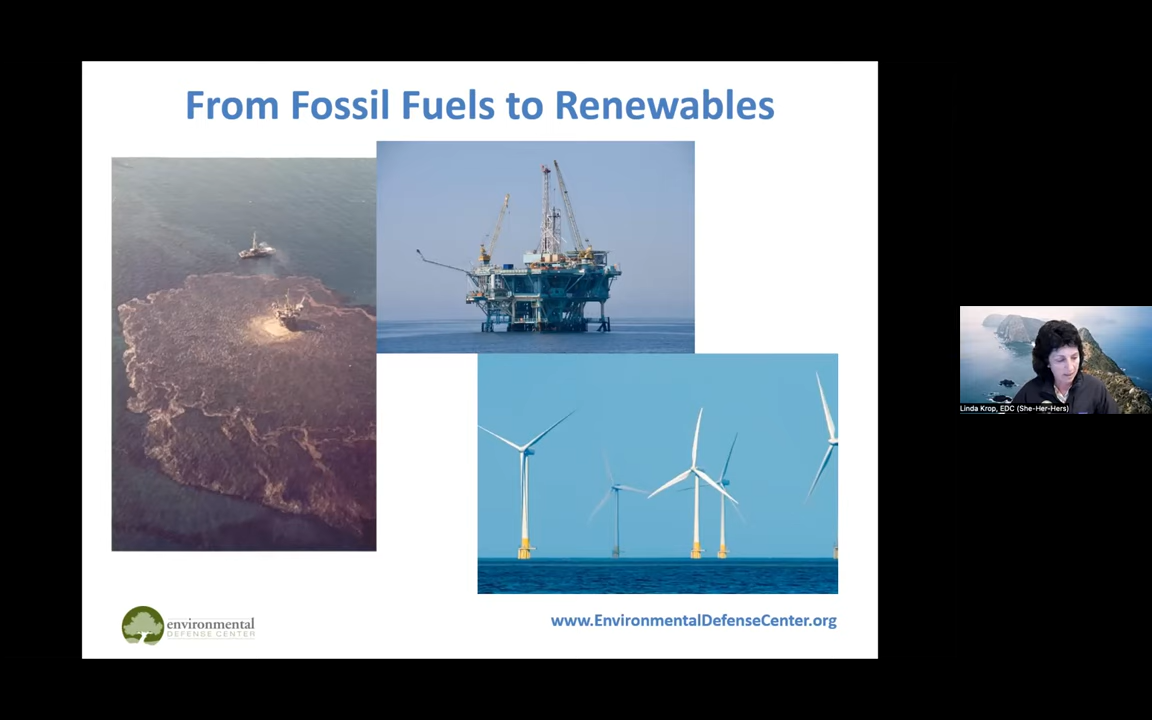 From Fossil Fuels to Renewables
environmental
DEFENSE CENTER
www.EnvironmentalDefenseCenter.org
Linda Krop, EDC (She-Her-Hers)